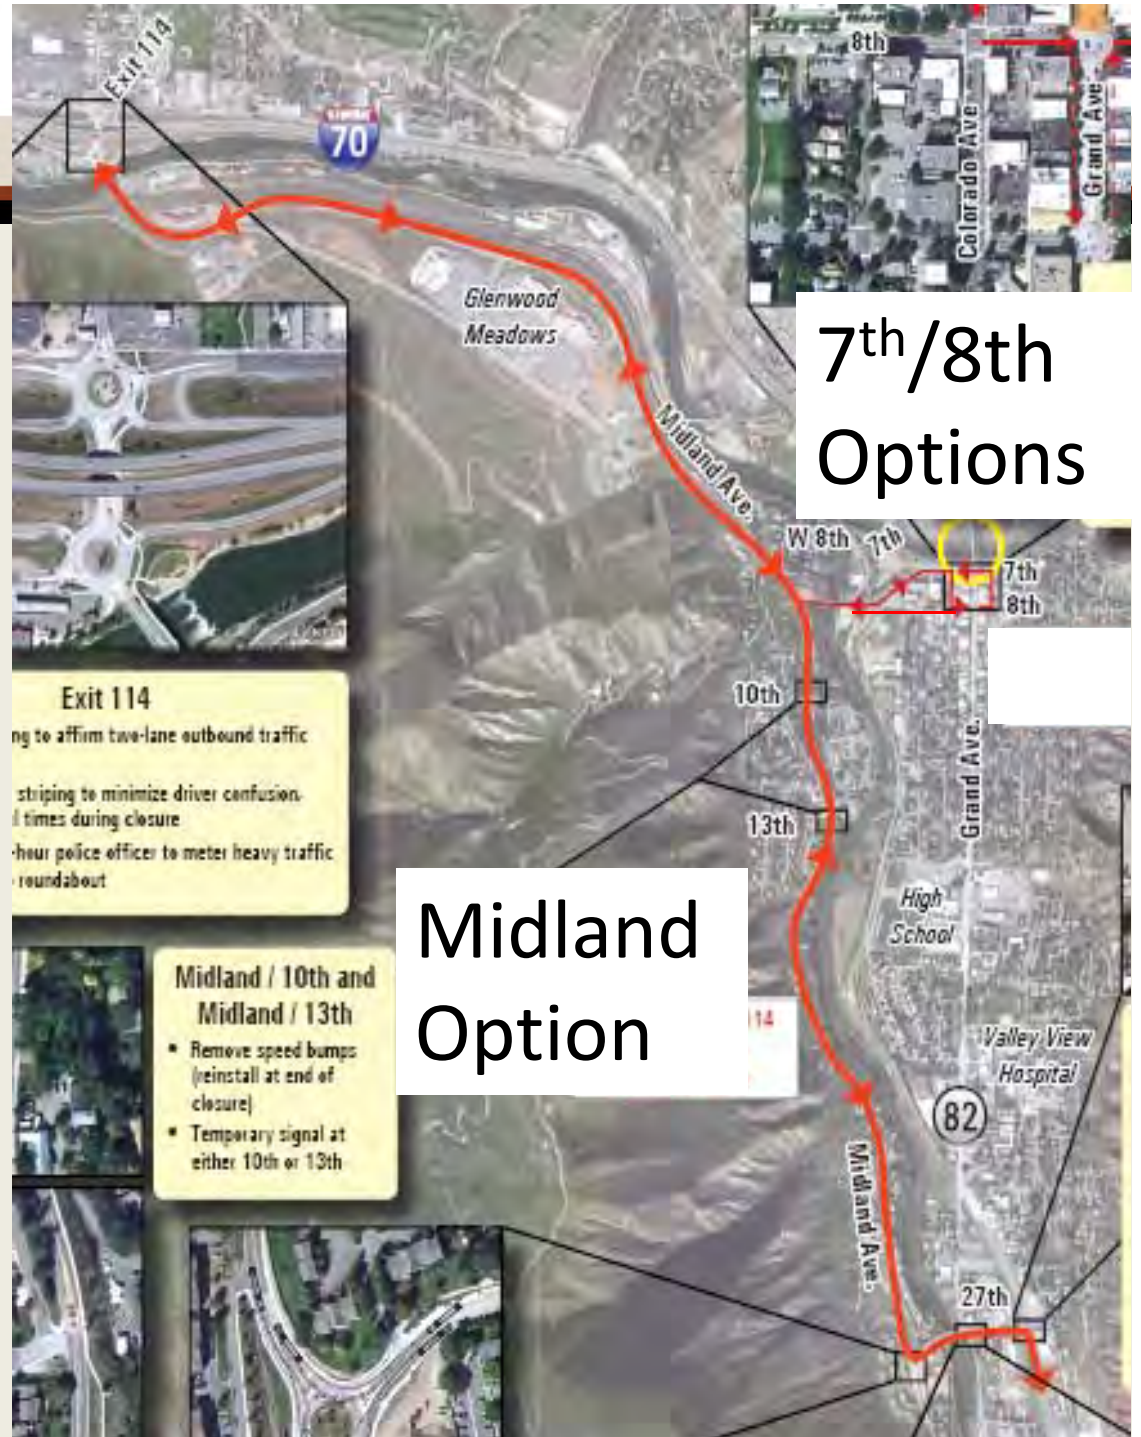 Exit 114
70
8th
Colorado Ave
Grand Ave.
Glenwood
Meadows
7th/8th
Options
Midland Ave.
W 8th
7th
7th
8th
10th
Exit 114
ng to affirm two-lane outbound traffic
striping to minimize driver confusion.
l times during closure
-hour police officer to meter heavy traffic
roundabout
Grand Ave.
13th
High
School
Midland
Option
Midland / 10th and
Midland / 13th
• Remove speed bumps
(reinstall at end of
closure)
• Temporary signal at
either 10th or 13th
14
Valley View
Hospital
82
Midland Ave.
27th